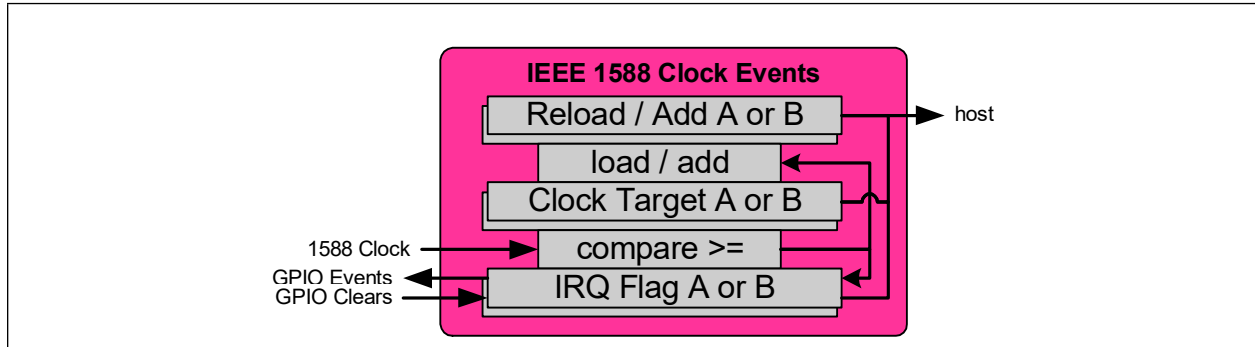 IEEE 1588 Clock Events
Reload / Add A or B
host
load / add
Clock Target A or B
1588 Clock
compare >=
GPIO Events
GPIO Clears
IRQ Flag A or B